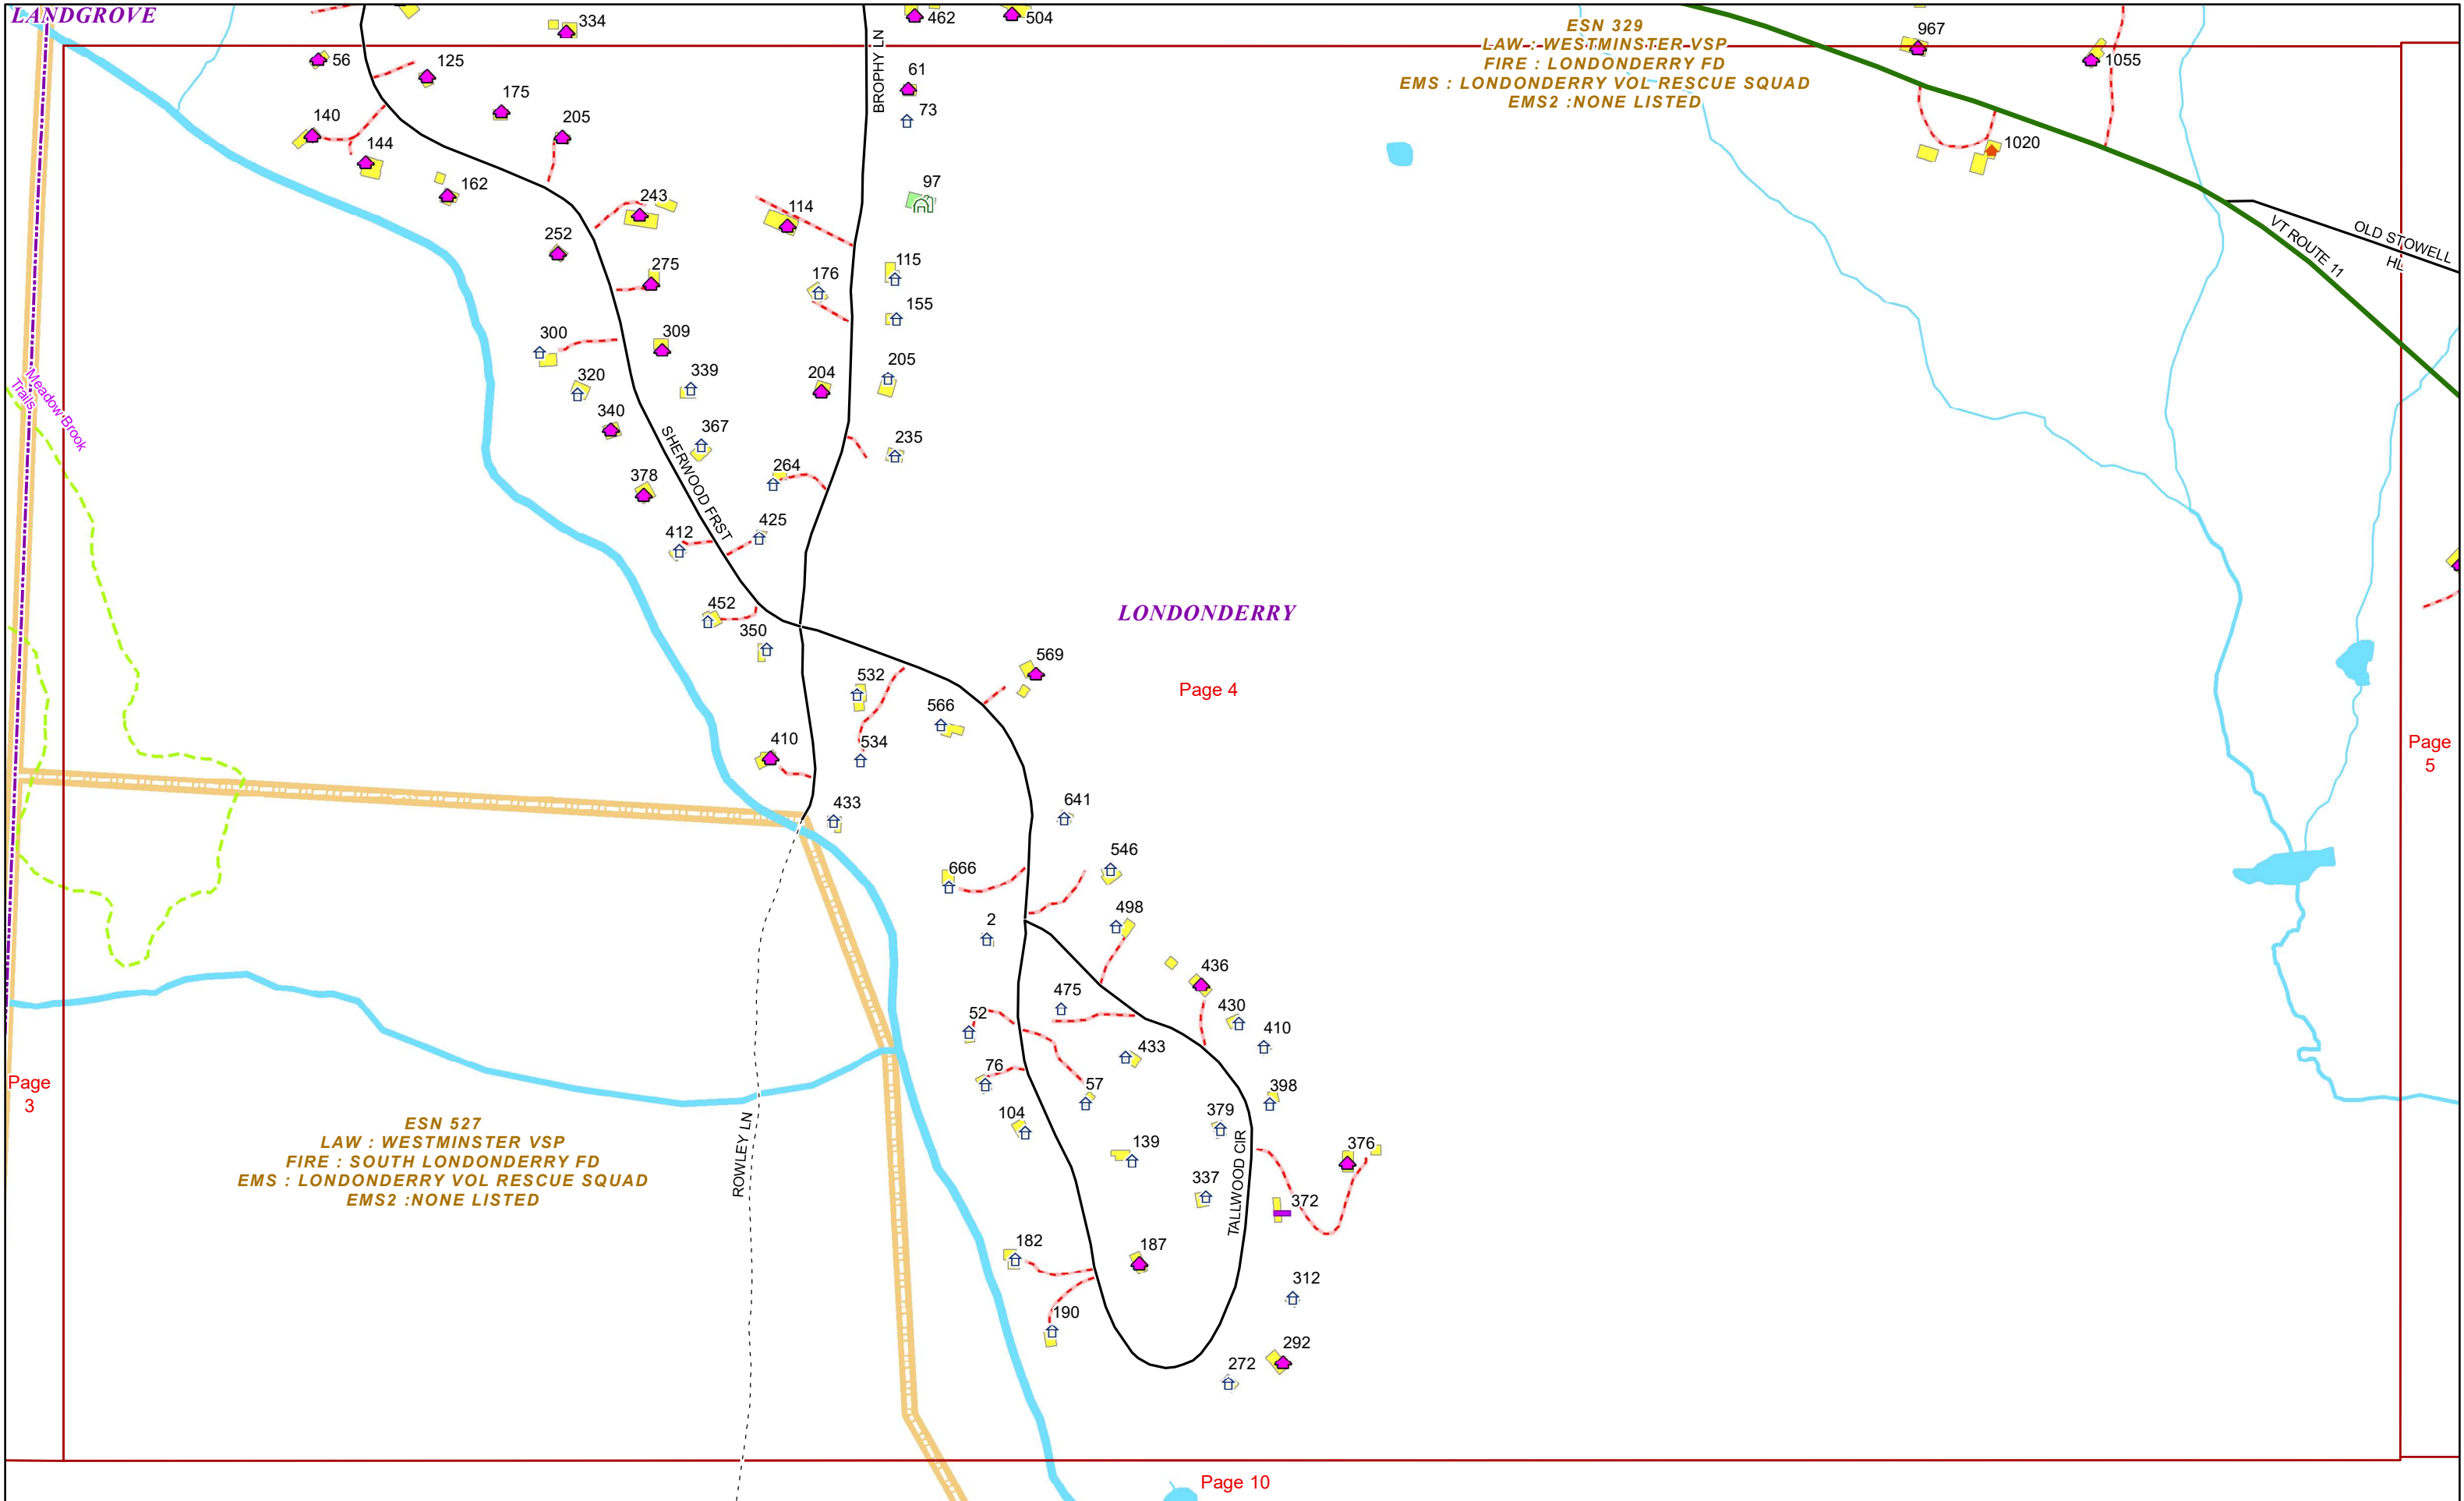 LANDGROVE
334
462
504
ESN 329
LAW : WESTMINSTER VSP
FIRE : LONDONDERRY FD
EMS : LONDONDERRY VOL RESCUE SQUAD
EMS2 :NONE LISTED
967
1055
56
125
BROPHY LN
61
175
73
140
205
144
1020
162
97
243
114
252
VT ROUTE 11
OLD STOWELL
HL
275
176
115
155
300
309
320
339
204
205
Meadow Brook
Trails
340
367
235
SHERWOOD FRST
378
264
412
425
452
350
LONDONDERRY
569
532
566
Page 4
410
534
Page
5
433
641
546
666
498
2
436
475
430
52
410
433
76
57
398
Page
3
104
379
ESN 527
LAW : WESTMINSTER VSP
FIRE : SOUTH LONDONDERRY FD
EMS : LONDONDERRY VOL RESCUE SQUAD
EMS2 :NONE LISTED
ROWLEY LN
139
376
TALLWOOD CIR
337
372
182
187
312
190
292
272
Page 10